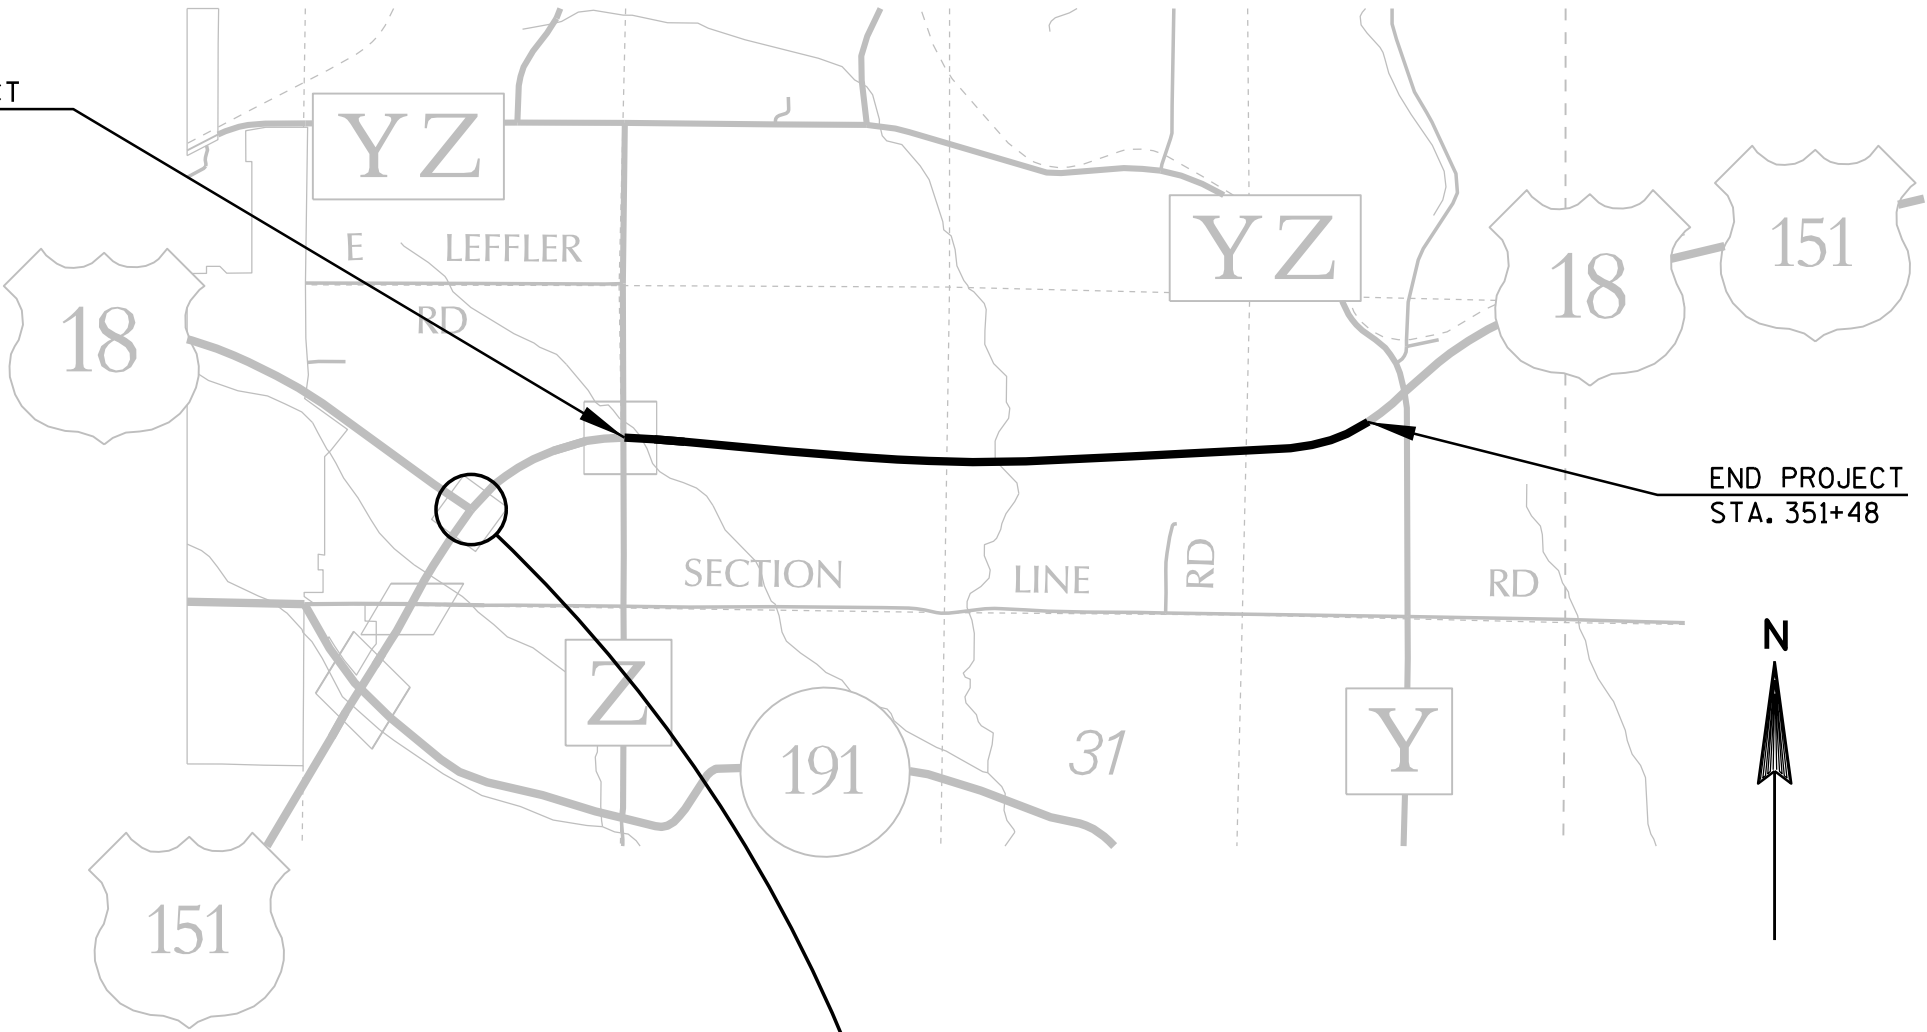 YZ
E LEFFLER
RD
YZ
18
151
18
END PROJECT
STA. 351+48
SECTION LINE RD
RD
N
Z
191
31
Y
151